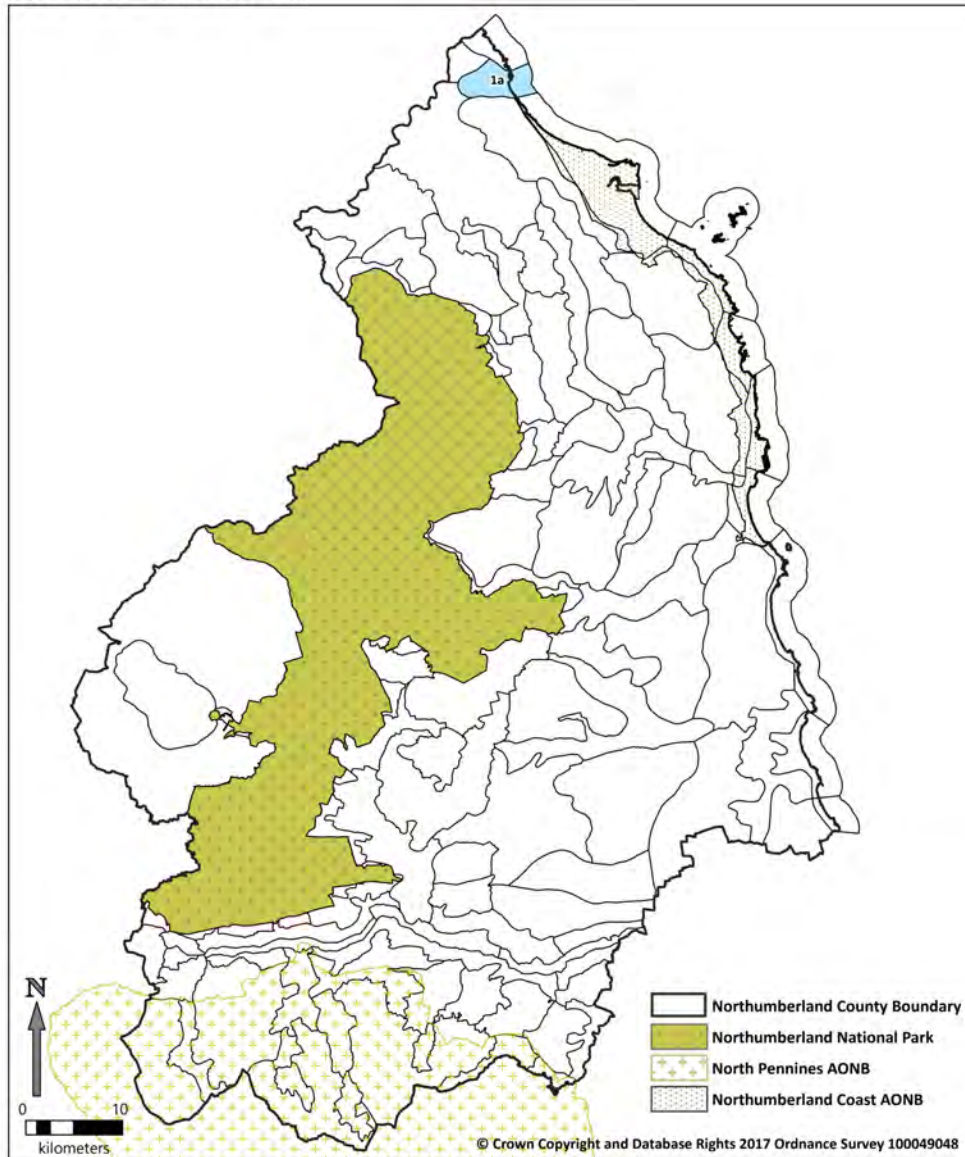 1a
N
0 10
kilometers
Northumberland County Boundary
Northumberland National Park
North Pennines AONB
Northumberland Coast AONB
© Crown Copyright and Database Rights 2017 Ordnance Survey 100049048